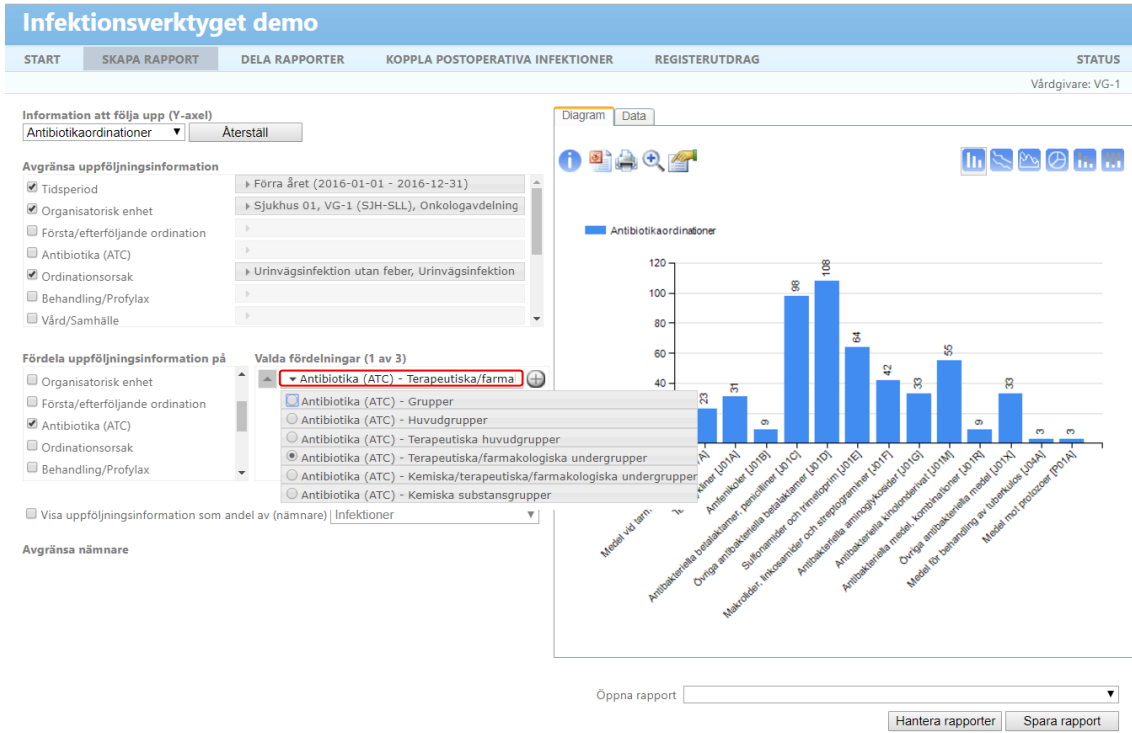 Infektionsverktyget demo
START SKAPA RAPPORT DELA RAPPORTER KOPPLA POSTOPERATIVA INFEKTIONER REGISTERUTDRAG STATUS
Vårdgivare: VG-1
Information att följa upp (Y-axel)
Antibiotikaordinationer Återställ
Avgränsa uppföljningsinformation
Tidsperiod Förra året (2016-01-01 - 2016-12-31)
Organisatorisk enhet Sjukhus 01, VG-1 (SJH-SLL), Onkologavdelning
Första/efterföljande ordination
Antibiotika (ATC)
Ordinationsorsak Urinvägsinfektion utan feber, Urinvägsinfektion
Behandling/Profylax
Vård/Samhälle
Fördela uppföljningsinformation på Valda fördelningar (1 av 3)
Organisatorisk enhet
Första/efterföljande ordination
Antibiotika (ATC)
Ordinationsorsak
Behandling/Profylax
Antibiotika (ATC) - Terapeutiska/farma
Antibiotika (ATC) - Grupper
Antibiotika (ATC) - Huvudgrupper
Antibiotika (ATC) - Terapeutiska huvudgrupper
Antibiotika (ATC) - Terapeutiska/farmakologiska undergrupper
Antibiotika (ATC) - Kemiska/terapeutiska/farmakologiska undergrupper
Antibiotika (ATC) - Kemiska substansgrupper
Visa uppföljningsinformation som andel av (nämnare) Infektioner
Avgränsa nämnare
Diagram Data
Antibiotikaordinationer
120
100
80
60
40
23 31 9 98 108 64 42 33 55 9 33 3 3
Medel vid tarm
Amfenikoler [J01B]
Antibakteriella betalaktamer, penicilliner [J01C]
Övriga antibakteriella betalaktamer [J01D]
Sulfonamider och trimetoprim [J01E]
Makrolider, linkosamider och streptograminer [J01F]
Antibakteriella aminoglykosider [J01G]
Antibakteriella kinolonderivat [J01M]
Antibakteriella medel, kombinationer [J01R]
Övriga antibakteriella medel [J01X]
Medel för behandling av tuberkulos [J04A]
Medel mot protozoer [P01A]
Öppna rapport
Hantera rapporter Spara rapport